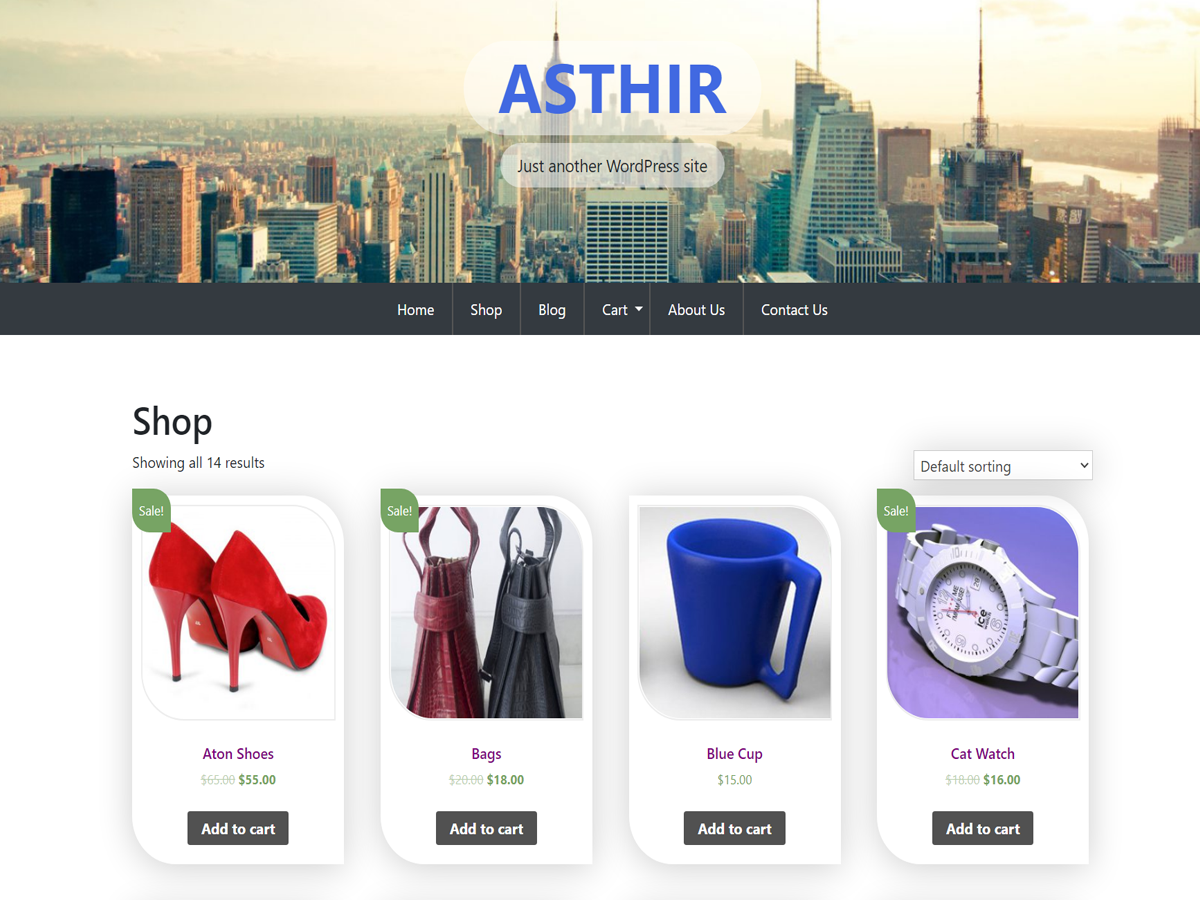 ASTHIR
Just another WordPress site
Home Shop Blog Cart About Us Contact Us
Shop
Showing all 14 results
Default sorting
Sale! Sale! Sale!
ice
Aton Shoes Bags Blue Cup Cat Watch
$65.00 $55.00 $20.00 $18.00 $15.00 $18.00 $16.00
Add to cart Add to cart Add to cart Add to cart